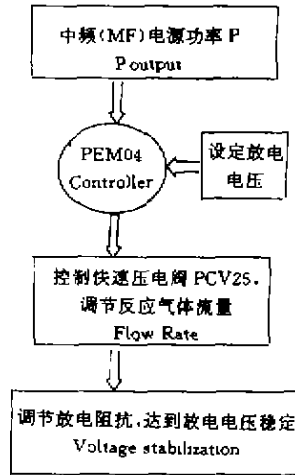 中频(MF)电源功率 P
P output
PEM04
Controller
设定放电
电压
控制快速压电阀 PCV25,
调节反应气体流量
Flow Rate
调节放电阻抗,达到放电电压稳定
Voltage stabilization